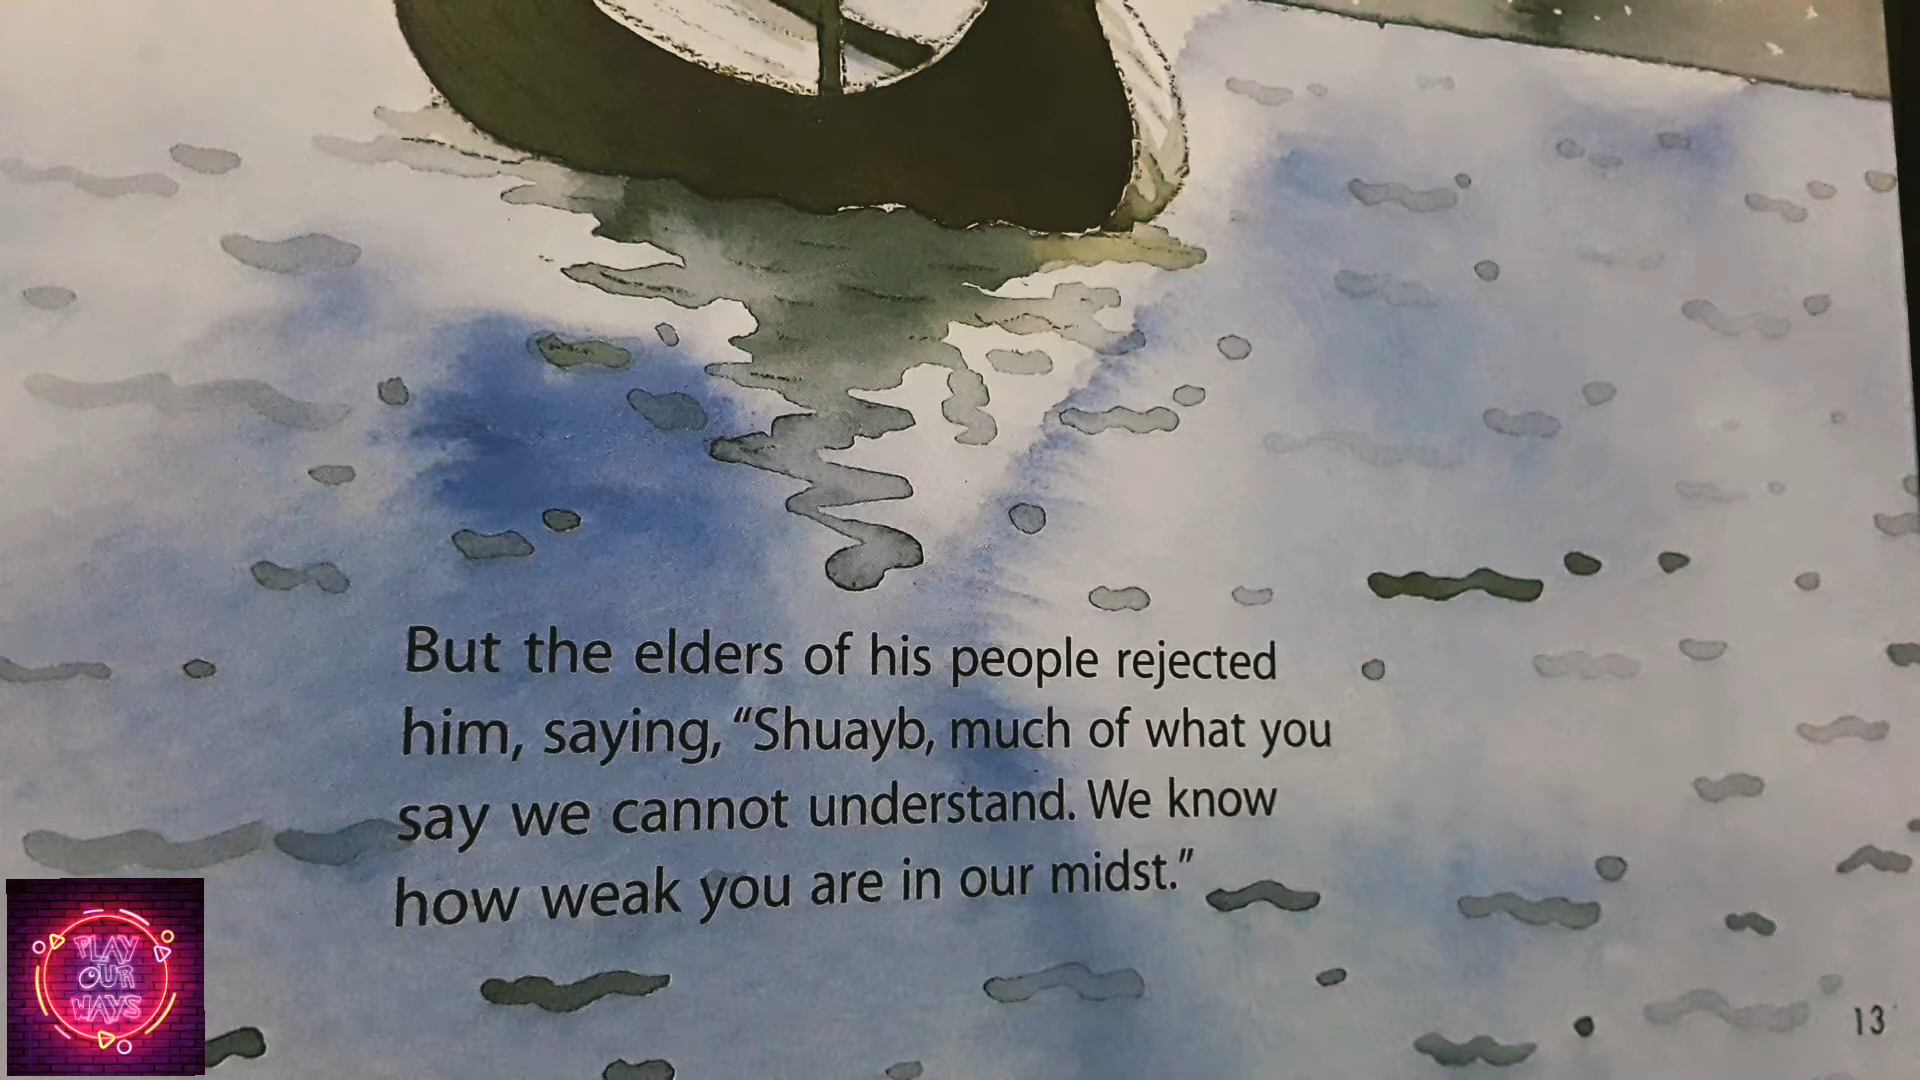 But the elders of his people rejected
him, saying, “Shuayb, much of what you
say we cannot understand. We know
how weak you are in our midst.”
PLAY
OUR
WAYS
13